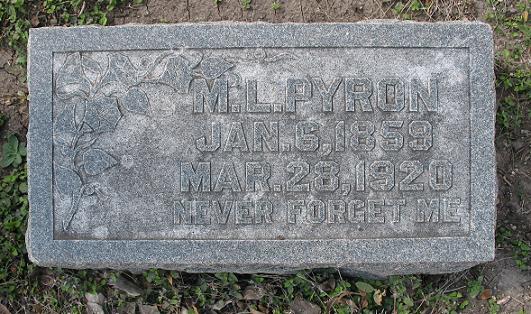 M.L.PYRON
JAN.6,1859
MAR.28,1920
NEVER FORGET ME